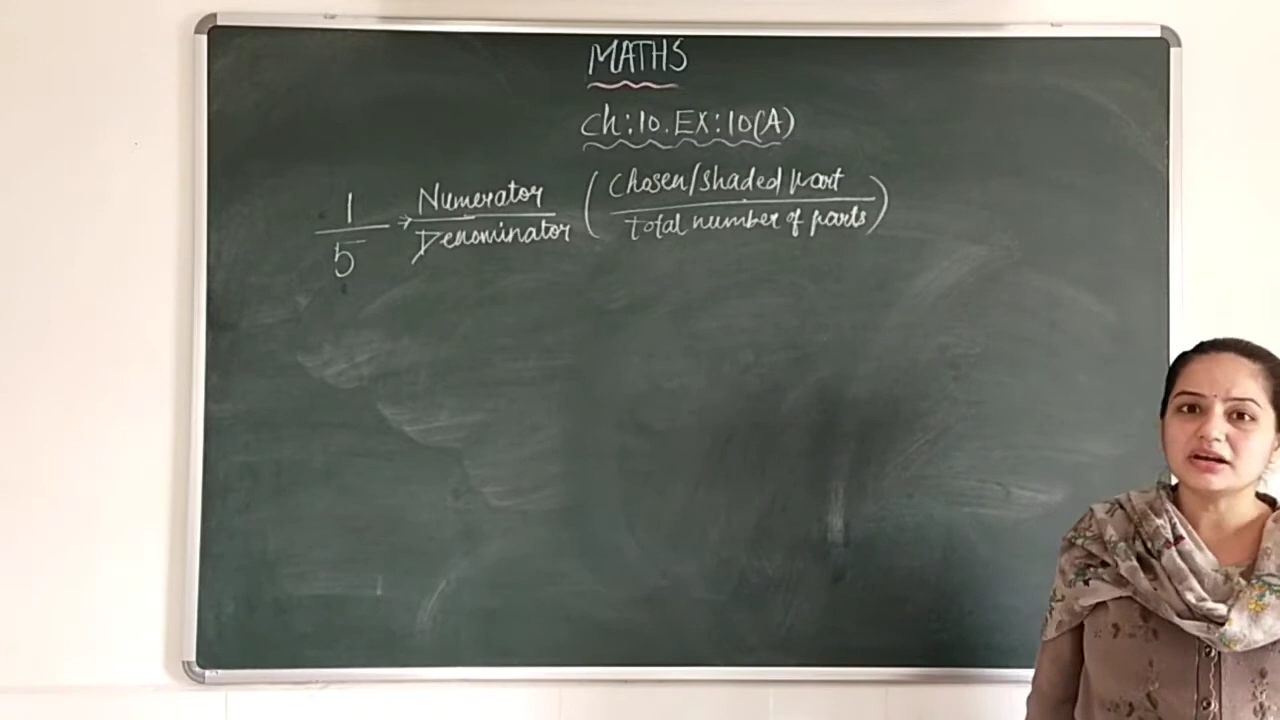 MATHS
Ch:10. EX:10(A)
1 → Numerator (Chosen/shaded part
5 Denominator Total number of parts)